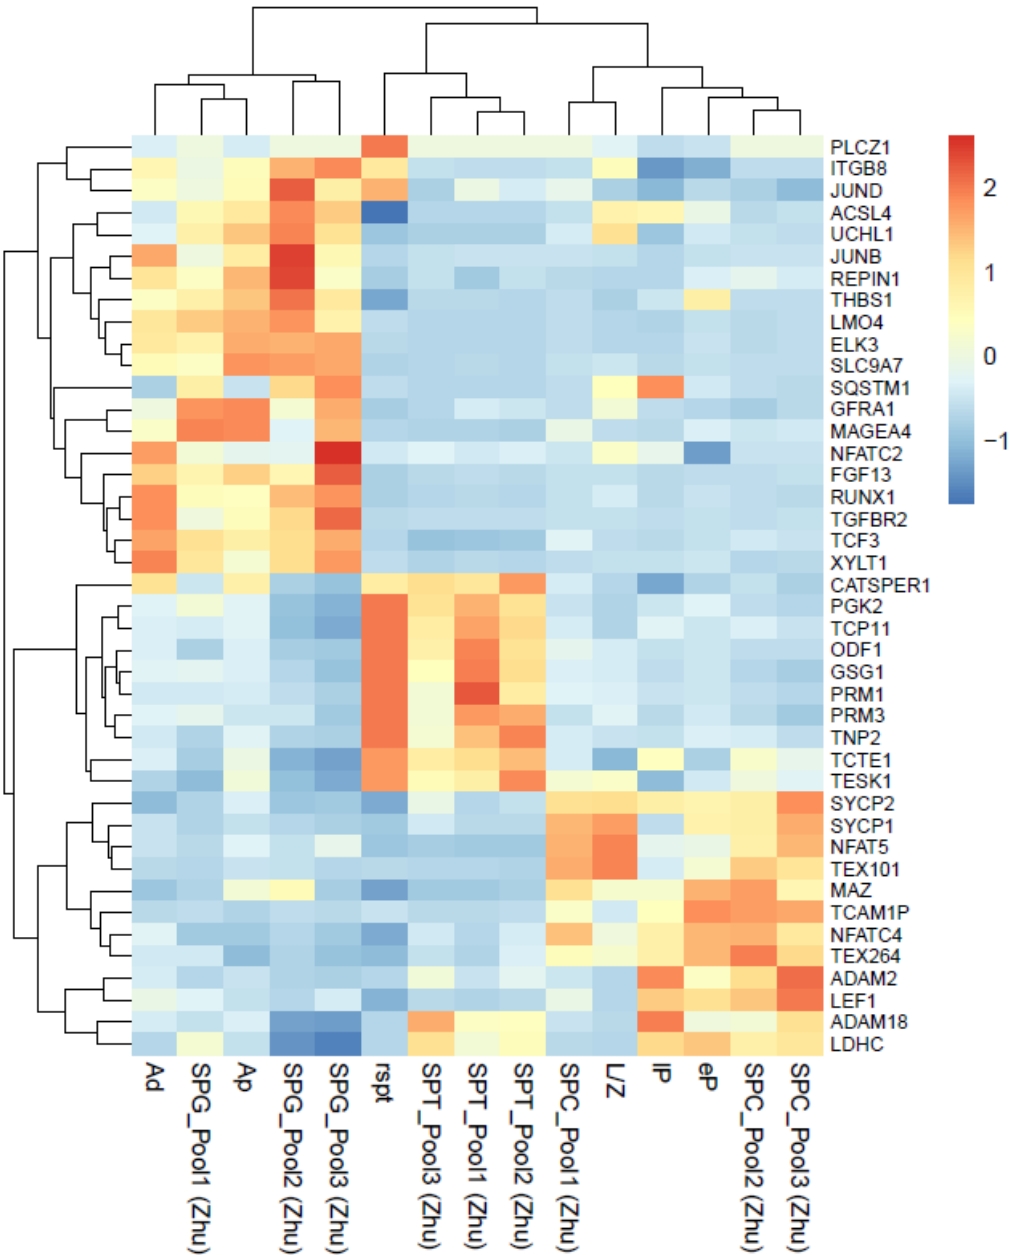 PLCZ1
ITGB8
JUND
ACSL4
UCHL1
JUNB
REPIN1
THBS1
LMO4
ELK3
SLC9A7
SQSTM1
GFRA1
MAGEA4
NFATC2
FGF13
RUNX1
TGFBR2
TCF3
XYLT1
CATSPER1
PGK2
TCP11
ODF1
GSG1
PRM1
PRM3
TNP2
TCTE1
TESK1
SYCP2
SYCP1
NFAT5
TEX101
MAZ
TCAM1P
NFATC4
TEX264
ADAM2
LEF1
ADAM18
LDHC
2
1
0
−1
Ad
SPG_Pool1 (Zhu)
Ap
SPG_Pool2 (Zhu)
SPG_Pool3 (Zhu)
rspt
SPT_Pool3 (Zhu)
SPT_Pool1 (Zhu)
SPT_Pool2 (Zhu)
SPC_Pool1 (Zhu)
L/Z
lP
eP
SPC_Pool2 (Zhu)
SPC_Pool3 (Zhu)